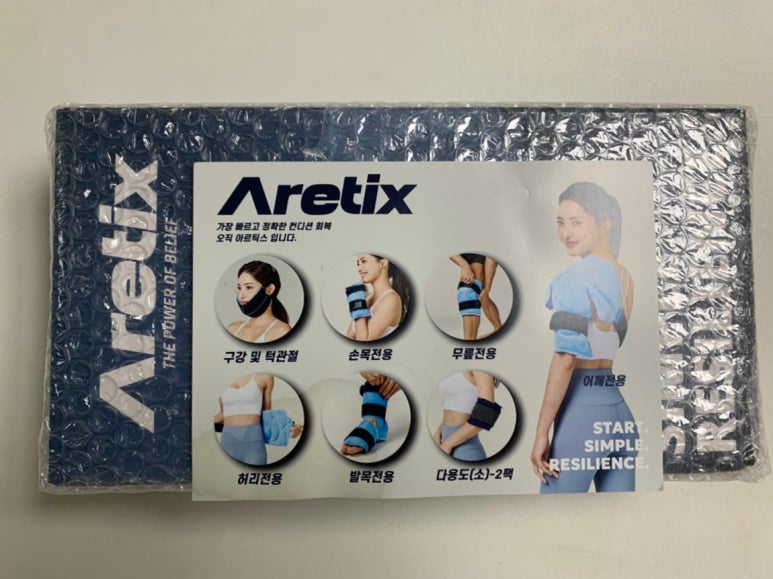 Aretix
THE POWER OF BELIEF
Aretix
가장 빠르고 정확한 컨디션 회복
오직 아르틱스 입니다.
구강 및 턱관절
손목전용
무릎전용
어깨전용
허리전용
발목전용
다용도(소)-2팩
START.
SIMPLE.
RESILIENCE.